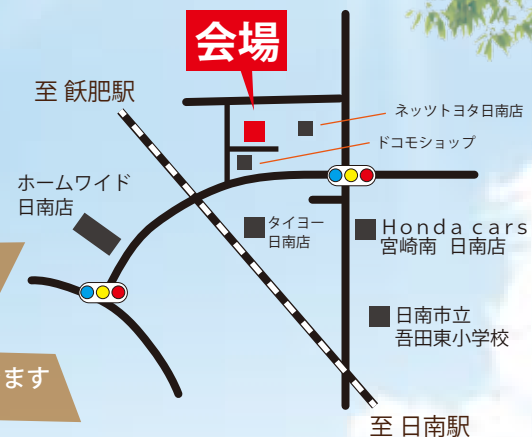 会場
至 飫肥駅
ネッツトヨタ日南店
ドコモショップ
ホームワイド
日南店
タイヨー
日南店
Honda cars
宮崎南 日南店
日南市立
吾田東小学校
ます
至 日南駅